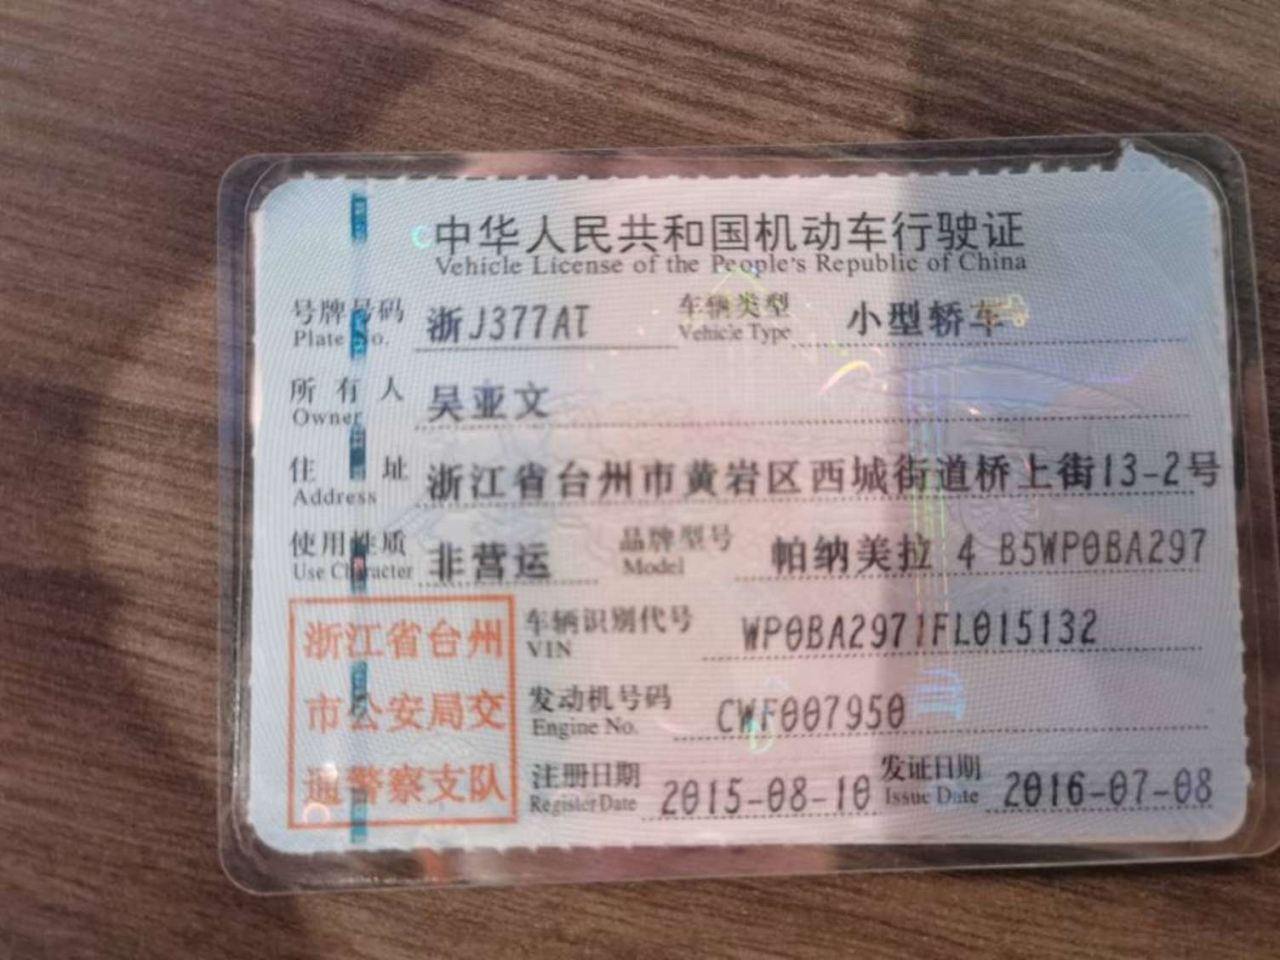 中华人民共和国机动车行驶证
Vehicle License of the People's Republic of China
号牌号码 浙J377AT 车辆类型 小型轿车
Plate No. Vehicle Type
所有人 吴亚文
Owner
住址 浙江省台州市黄岩区西城街道桥上街13-2号
Address
使用性质 非营运 品牌型号 帕纳美拉 4 B5WP0BA297
Use Character Model
浙江省台州
市公安局交
通警察支队
车辆识别代号 WP0BA2971FL015132
VIN
发动机号码 CWF007950
Engine No.
注册日期 2015-08-10 发证日期 2016-07-08
Register Date Issue Date